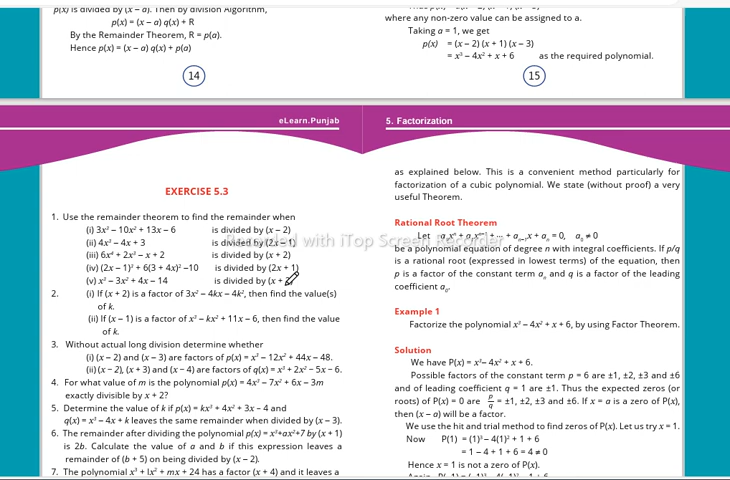 p(x) is divided by (x – a). Then by division Algorithm,
p(x) = (x – a) q(x) + R
By the Remainder Theorem, R = p(a).
Hence p(x) = (x – a) q(x) + p(a)
14
where any non-zero value can be assigned to a.
Taking a = 1, we get
p(x) = (x – 2) (x + 1) (x – 3)
= x³ – 4x² + x + 6 as the required polynomial.
15
eLearn.Punjab
EXERCISE 5.3
1. Use the remainder theorem to find the remainder when
(i) 3x³ – 10x² + 13x – 6 is divided by (x – 2)
(ii) 4x³ – 4x + 3 is divided by (2x – 1)
(iii) 6x⁴ + 2x³ – x + 2 is divided by (x + 2)
(iv) (2x – 1)³ + 6(3 + 4x)² –10 is divided by (2x + 1)
(v) x³ – 3x² + 4x – 14 is divided by (x +
2. (i) If (x + 2) is a factor of 3x² – 4kx – 4k², then find the value(s)
of k.
(ii) If (x – 1) is a factor of x³ – kx² + 11x – 6, then find the value
of k.
3. Without actual long division determine whether
(i) (x – 2) and (x – 3) are factors of p(x) = x³ – 12x² + 44x – 48.
(ii) (x – 2), (x + 3) and (x – 4) are factors of q(x) = x³ + 2x² – 5x – 6.
4. For what value of m is the polynomial p(x) = 4x³ – 7x² + 6x – 3m
exactly divisible by x + 2?
5. Determine the value of k if p(x) = kx³ + 4x² + 3x – 4 and
q(x) = x³ – 4x + k leaves the same remainder when divided by (x – 3).
6. The remainder after dividing the polynomial p(x) = x³+ax²+7 by (x + 1)
is 2b. Calculate the value of a and b if this expression leaves a
remainder of (b + 5) on being divided by (x – 2).
7. The polynomial x³ + lx² + mx + 24 has a factor (x + 4) and it leaves a
5. Factorization
as explained below. This is a convenient method particularly for
factorization of a cubic polynomial. We state (without proof) a very
useful Theorem.
Rational Root Theorem
Let a₀xⁿ + a₁xⁿ⁻¹ + ··· + aₙ₋₁x + aₙ = 0, a₀ ≠ 0
be a polynomial equation of degree n with integral coefficients. If p/q
is a rational root (expressed in lowest terms) of the equation, then
p is a factor of the constant term aₙ and q is a factor of the leading
coefficient a₀.
Example 1
Factorize the polynomial x³ – 4x² + x + 6, by using Factor Theorem.
Solution
We have P(x) = x³– 4x² + x + 6.
Possible factors of the constant term p = 6 are ±1, ±2, ±3 and ±6
and of leading coefficient q = 1 are ±1. Thus the expected zeros (or
roots) of P(x) = 0 are p/q = ±1, ±2, ±3 and ±6. If x = a is a zero of P(x),
then (x – a) will be a factor.
We use the hit and trial method to find zeros of P(x). Let us try x = 1.
Now P(1) = (1)³ – 4(1)² + 1 + 6
= 1 – 4 + 1 + 6 = 4 ≠ 0
Hence x = 1 is not a zero of P(x).
Recorded with iTop Screen Recorder